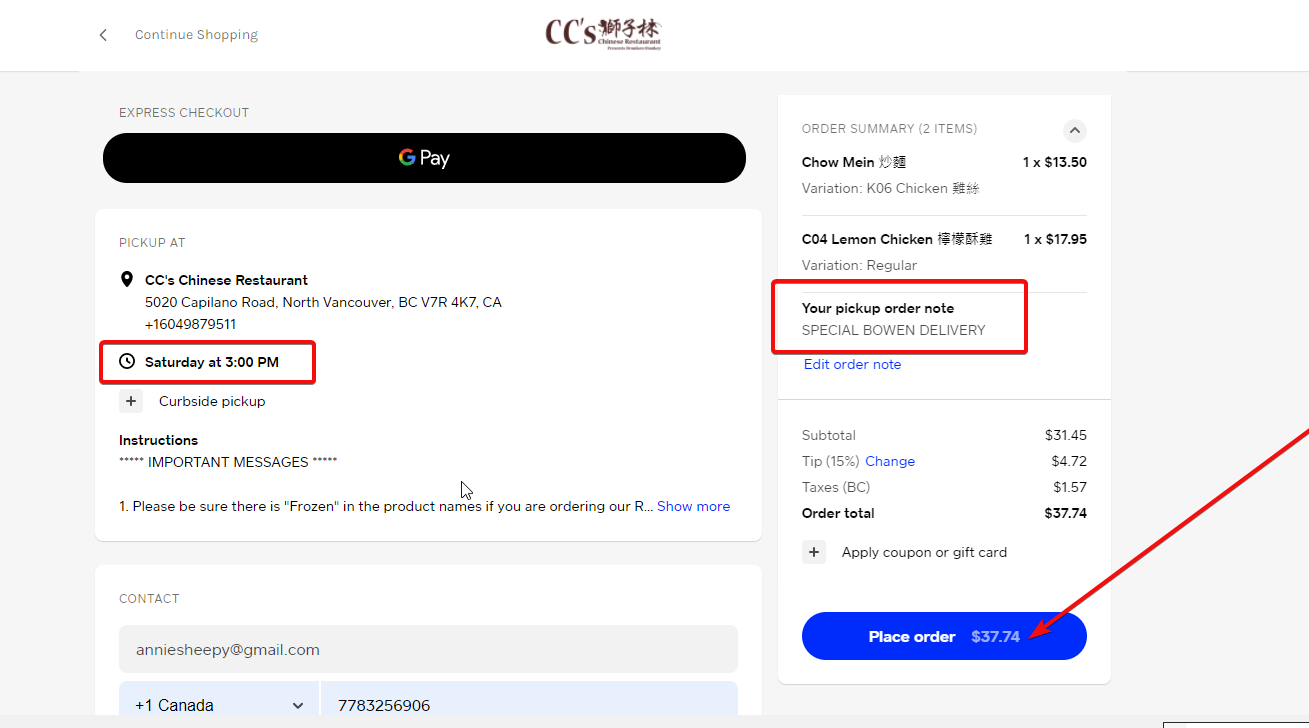 Continue Shopping
CC's獅子林
Chinese Restaurant
EXPRESS CHECKOUT
G Pay
PICKUP AT
CC's Chinese Restaurant
5020 Capilano Road, North Vancouver, BC V7R 4K7, CA
+16049879511
Saturday at 3:00 PM
+ Curbside pickup
Instructions
***** IMPORTANT MESSAGES *****
1. Please be sure there is "Frozen" in the product names if you are ordering our R... Show more
CONTACT
anniesheepy@gmail.com
+1 Canada 7783256906
ORDER SUMMARY (2 ITEMS)
Chow Mein 炒麵 1 x $13.50
Variation: K06 Chicken 雞絲
C04 Lemon Chicken 檸檬酥雞 1 x $17.95
Variation: Regular
Your pickup order note
SPECIAL BOWEN DELIVERY
Edit order note
Subtotal $31.45
Tip (15%) Change $4.72
Taxes (BC) $1.57
Order total $37.74
+ Apply coupon or gift card
Place order $37.74